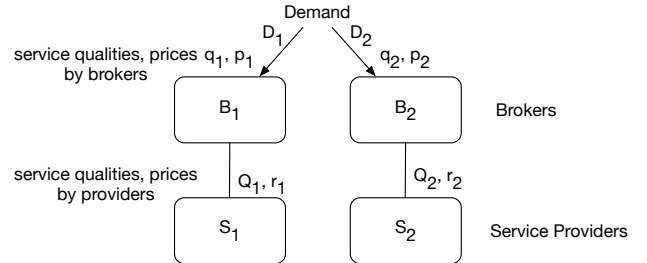 Demand
D1 D2
service qualities, prices
by brokers
q1, p1
q2, p2
B1
B2
Brokers
service qualities, prices
by providers
Q1, r1
Q2, r2
S1
S2
Service Providers